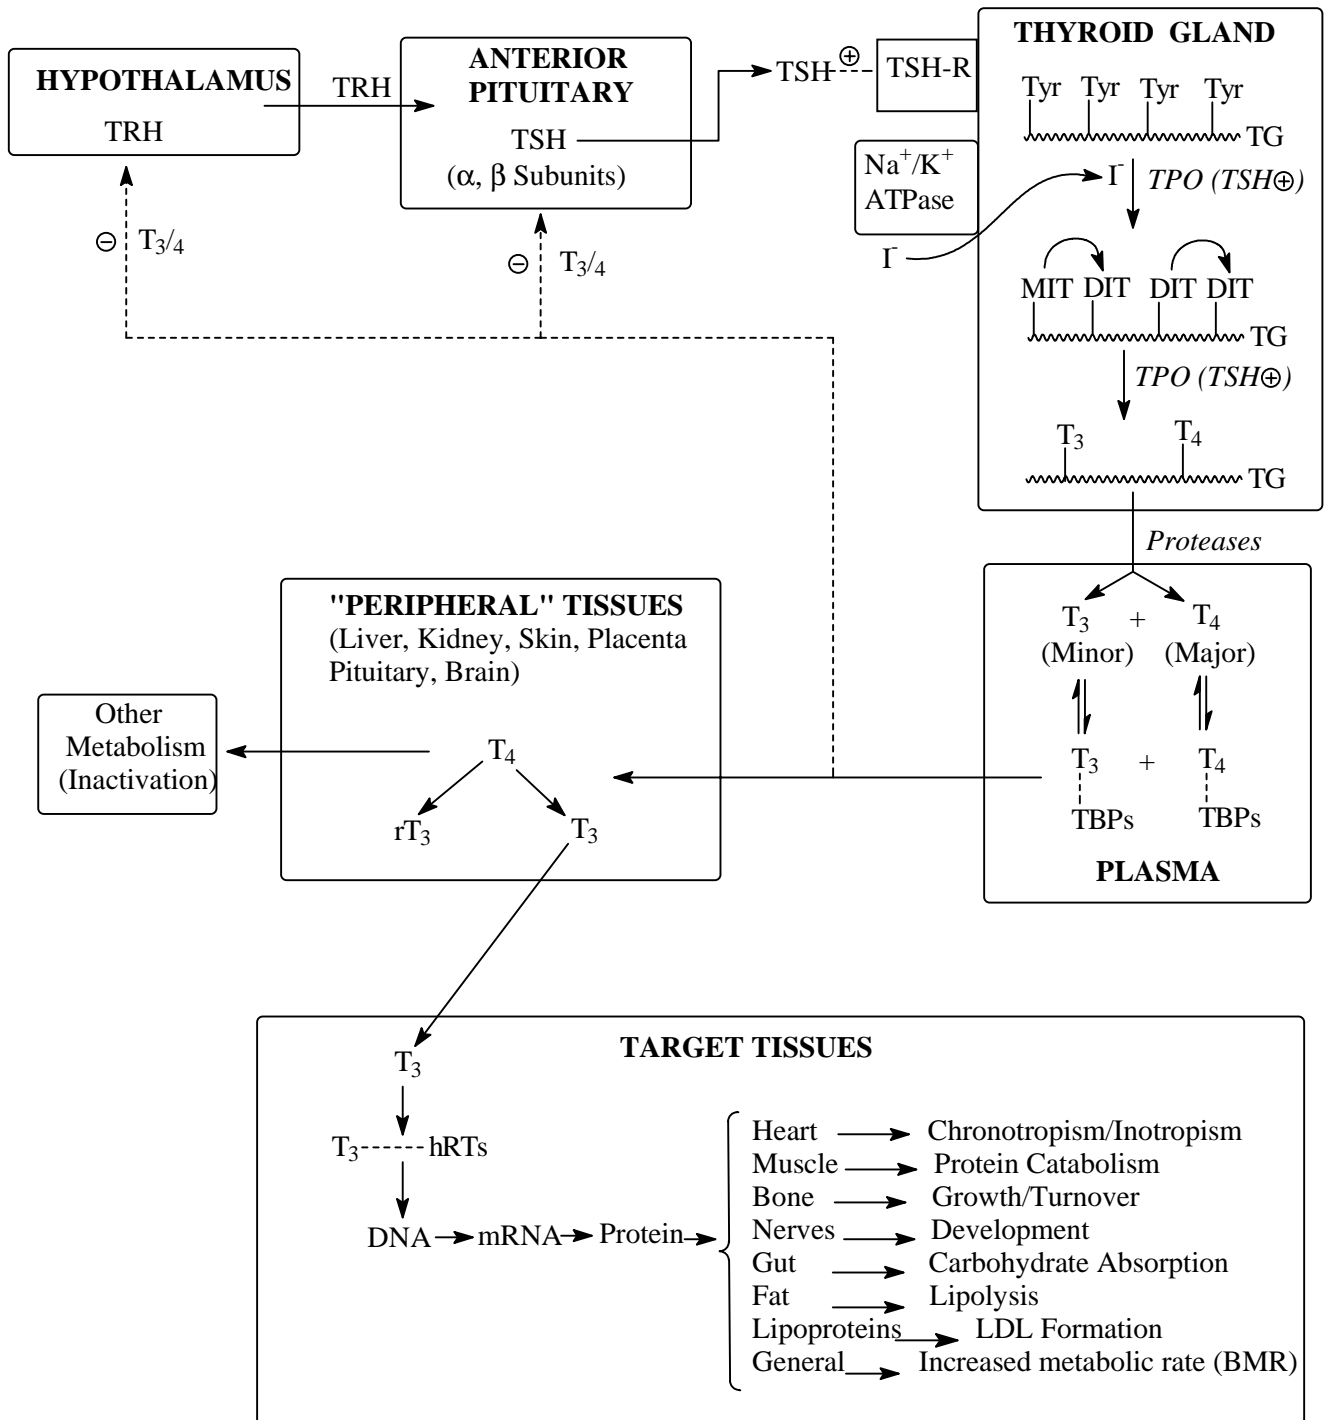 HYPOTHALAMUS
TRH
TRH
ANTERIOR
PITUITARY
TSH
(α, β Subunits)
TSH
⊕
TSH-R
Na⁺/K⁺
ATPase
I⁻
THYROID GLAND
Tyr Tyr Tyr Tyr
TG
I⁻
TPO (TSH⊕)
MIT DIT DIT DIT
TG
TPO (TSH⊕)
T₃ T₄
TG
⊖ T₃/₄
⊖ T₃/₄
Proteases
T₃ + T₄
(Minor) (Major)
T₃ + T₄
TBPs TBPs
PLASMA
"PERIPHERAL" TISSUES
(Liver, Kidney, Skin, Placenta
Pituitary, Brain)
T₄
rT₃ T₃
Other
Metabolism
(Inactivation)
TARGET TISSUES
T₃
T₃ hRTs
DNA mRNA Protein
Heart Chronotropism/Inotropism
Muscle Protein Catabolism
Bone Growth/Turnover
Nerves Development
Gut Carbohydrate Absorption
Fat Lipolysis
Lipoproteins LDL Formation
General Increased metabolic rate (BMR)